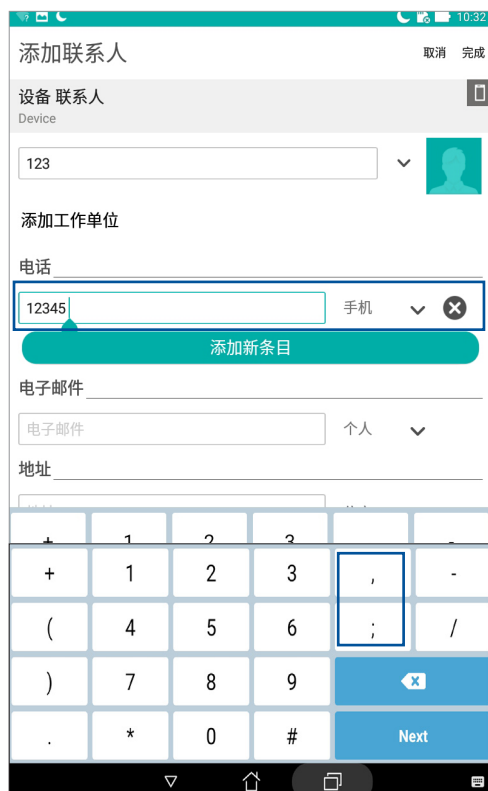 10:32
添加联系人 取消 完成
设备 联系人
Device
123
添加工作单位
电话
12345 手机
添加新条目
电子邮件
电子邮件 个人
地址
+ 1 2 3 -
+ 1 2 3 , -
( 4 5 6 ; /
) 7 8 9
. * 0 # Next